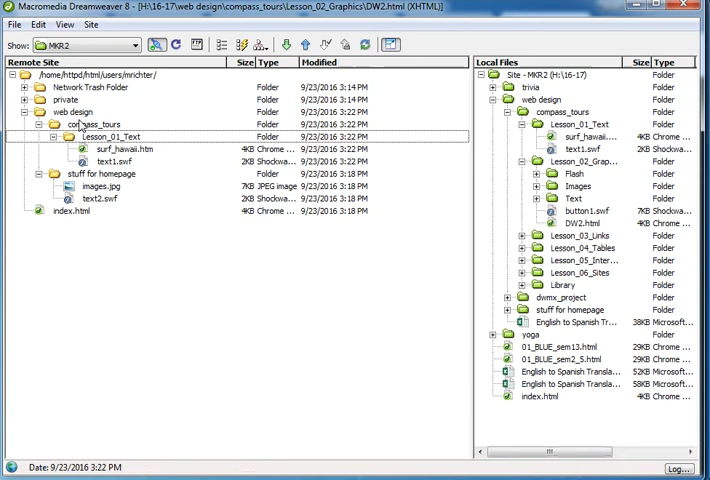 Macromedia Dreamweaver 8 - [H:\16-17\web design\compass_tours\Lesson_02_Graphics\DW2.html (XHTML)]
File Edit View Site
Show: MKR2
Remote Site Size Type Modified
/home/httpd/html/users/mrichter/
Network Trash Folder Folder 9/23/2016 3:14 PM
private Folder 9/23/2016 3:14 PM
web design Folder 9/23/2016 3:22 PM
compass_tours Folder 9/23/2016 3:22 PM
Lesson_01_Text Folder 9/23/2016 3:22 PM
surf_hawaii.htm 4KB Chrome ... 9/23/2016 3:22 PM
text1.swf 2KB Shockwa... 9/23/2016 3:22 PM
stuff for homepage Folder 9/23/2016 3:18 PM
images.jpg 7KB JPEG image 9/23/2016 3:18 PM
text2.swf 2KB Shockwa... 9/23/2016 3:18 PM
index.html 4KB Chrome ... 9/23/2016 3:18 PM
Local Files Size Type
Site - MKR2 (H:\16-17) Folder
trivia Folder
web design Folder
compass_tours Folder
Lesson_01_Text Folder
surf_hawaii.... 4KB Chrome ...
text1.swf 2KB Shockwa...
Lesson_02_Grap... Folder
Flash Folder
Images Folder
Text Folder
button1.swf 7KB Shockwa...
DW2.html 4KB Chrome ...
Lesson_03_Links Folder
Lesson_04_Tables Folder
Lesson_05_Inter... Folder
Lesson_06_Sites Folder
Library Folder
dwmx_project Folder
stuff for homepage Folder
English to Spanish Tr... 38KB Microsof...
yoga Folder
01_BLUE_sem13.html 29KB Chrome ...
01_BLUE_sem2_5.html 29KB Chrome ...
English to Spanish Transla... 52KB Microsof...
English to Spanish Transla... 58KB Microsof...
index.html 4KB Chrome ...
Date: 9/23/2016 3:22 PM
Log...